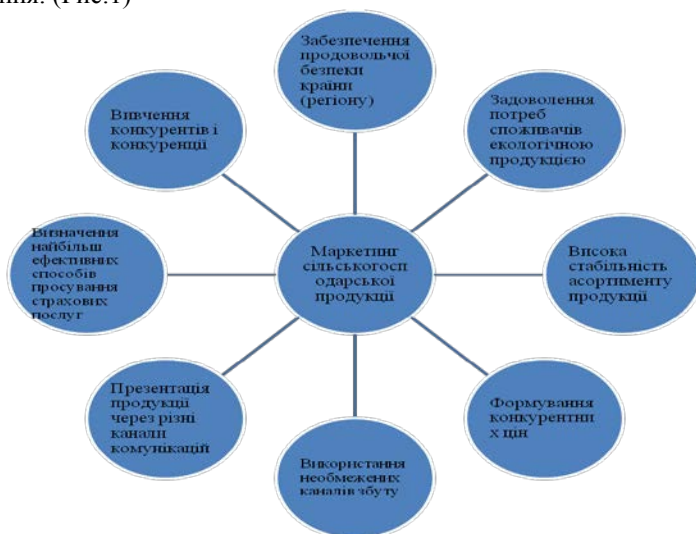 ння. (Рис.1)
Забезпечення
продовольчої
безпеки
країни
(регіону)
Задоволення
потреб
споживачів
екологічною
продукцією
Висока
стабільність
асортименту
продукції
Формування
конкурентни
х цін
Використання
необмежених
каналів збуту
Презентація
продукції
через різні
канали
комунікацій
Визначення
найбільш
ефективних
способів
просування
страхових
послуг
Вивчення
конкурентів і
конкуренції
Маркетинг
сільськогосп
одарської
продукції